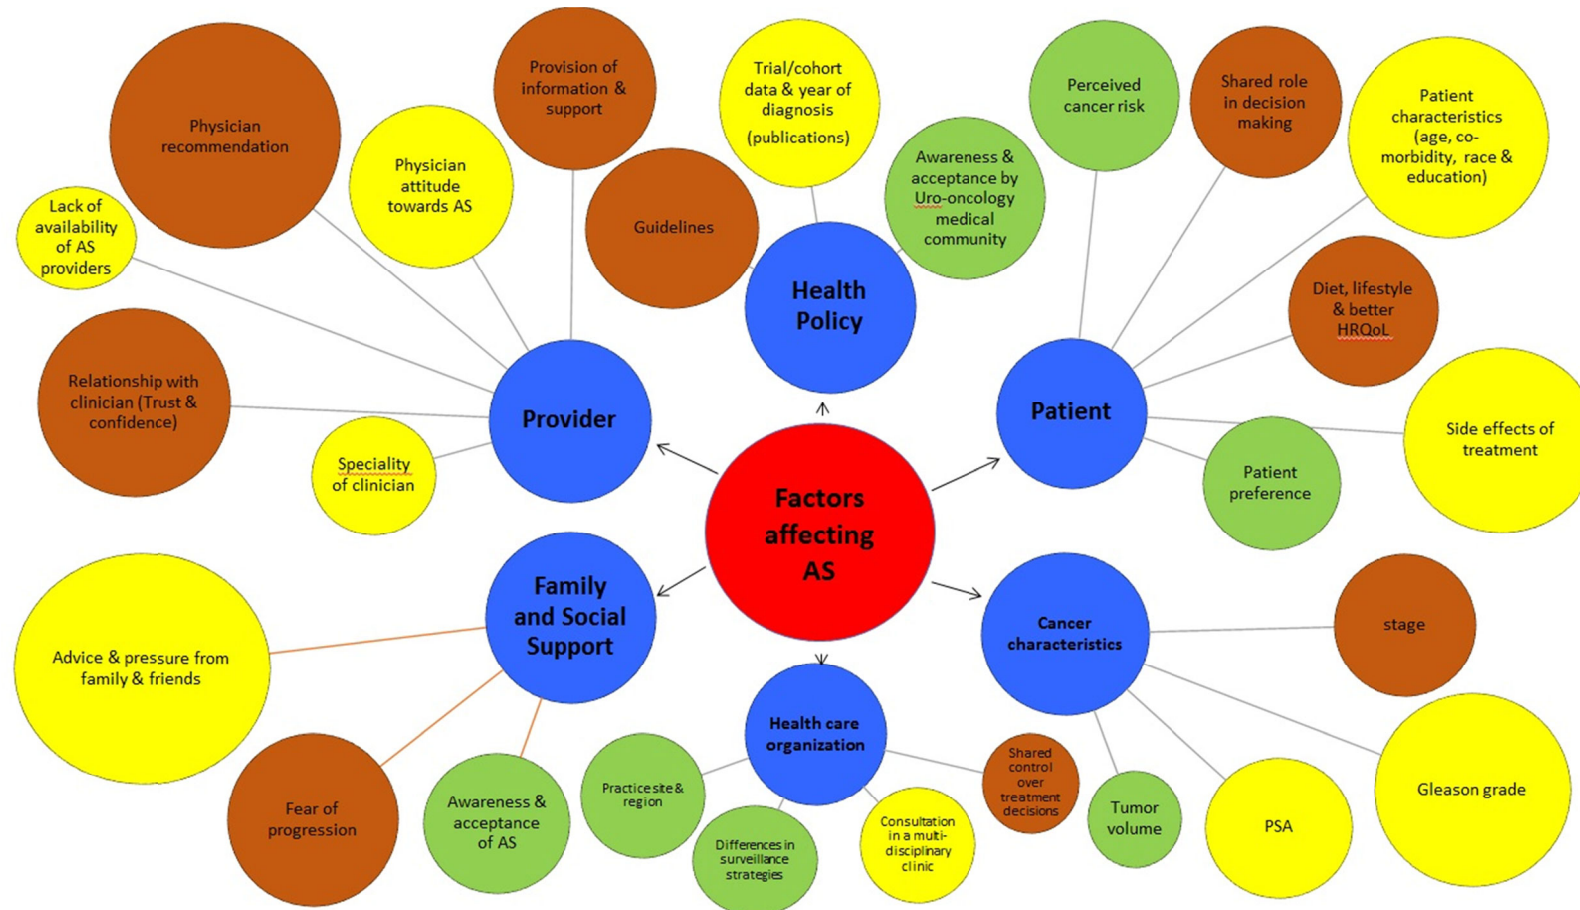 Physician
recommendation
Provision of
information &
support
Trial/cohort
data & year of
diagnosis
(publications)
Perceived
cancer risk
Shared role
in decision
making
Patient
characteristics
(age, co-
morbidity, race &
education)
Physician
attitude
towards AS
Awareness &
acceptance by
Uro-oncology
medical
community
Lack of
availability
of AS
providers
Guidelines
Health
Policy
Diet, lifestyle
& better
HRQoL
Relationship with
clinician (Trust &
confidence)
Provider
Patient
Side effects of
treatment
Speciality
of clinician
Patient
preference
Factors
affecting
AS
Family
and Social
Support
Cancer
characteristics
stage
Advice & pressure from
family & friends
Health care
organization
Fear of
progression
Awareness &
acceptance
of AS
Practice site &
region
Differences in
surveillance
strategies
Consultation
in a multi-
disciplinary
clinic
Shared
control
over
treatment
decisions
Tumor
volume
PSA
Gleason grade